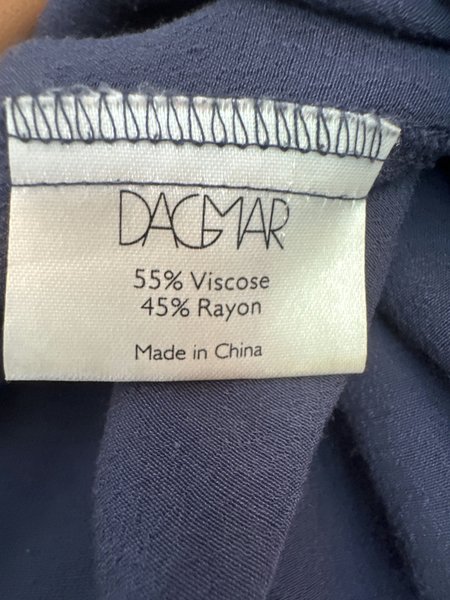 DAGMAR
55% Viscose
45% Rayon
Made in China